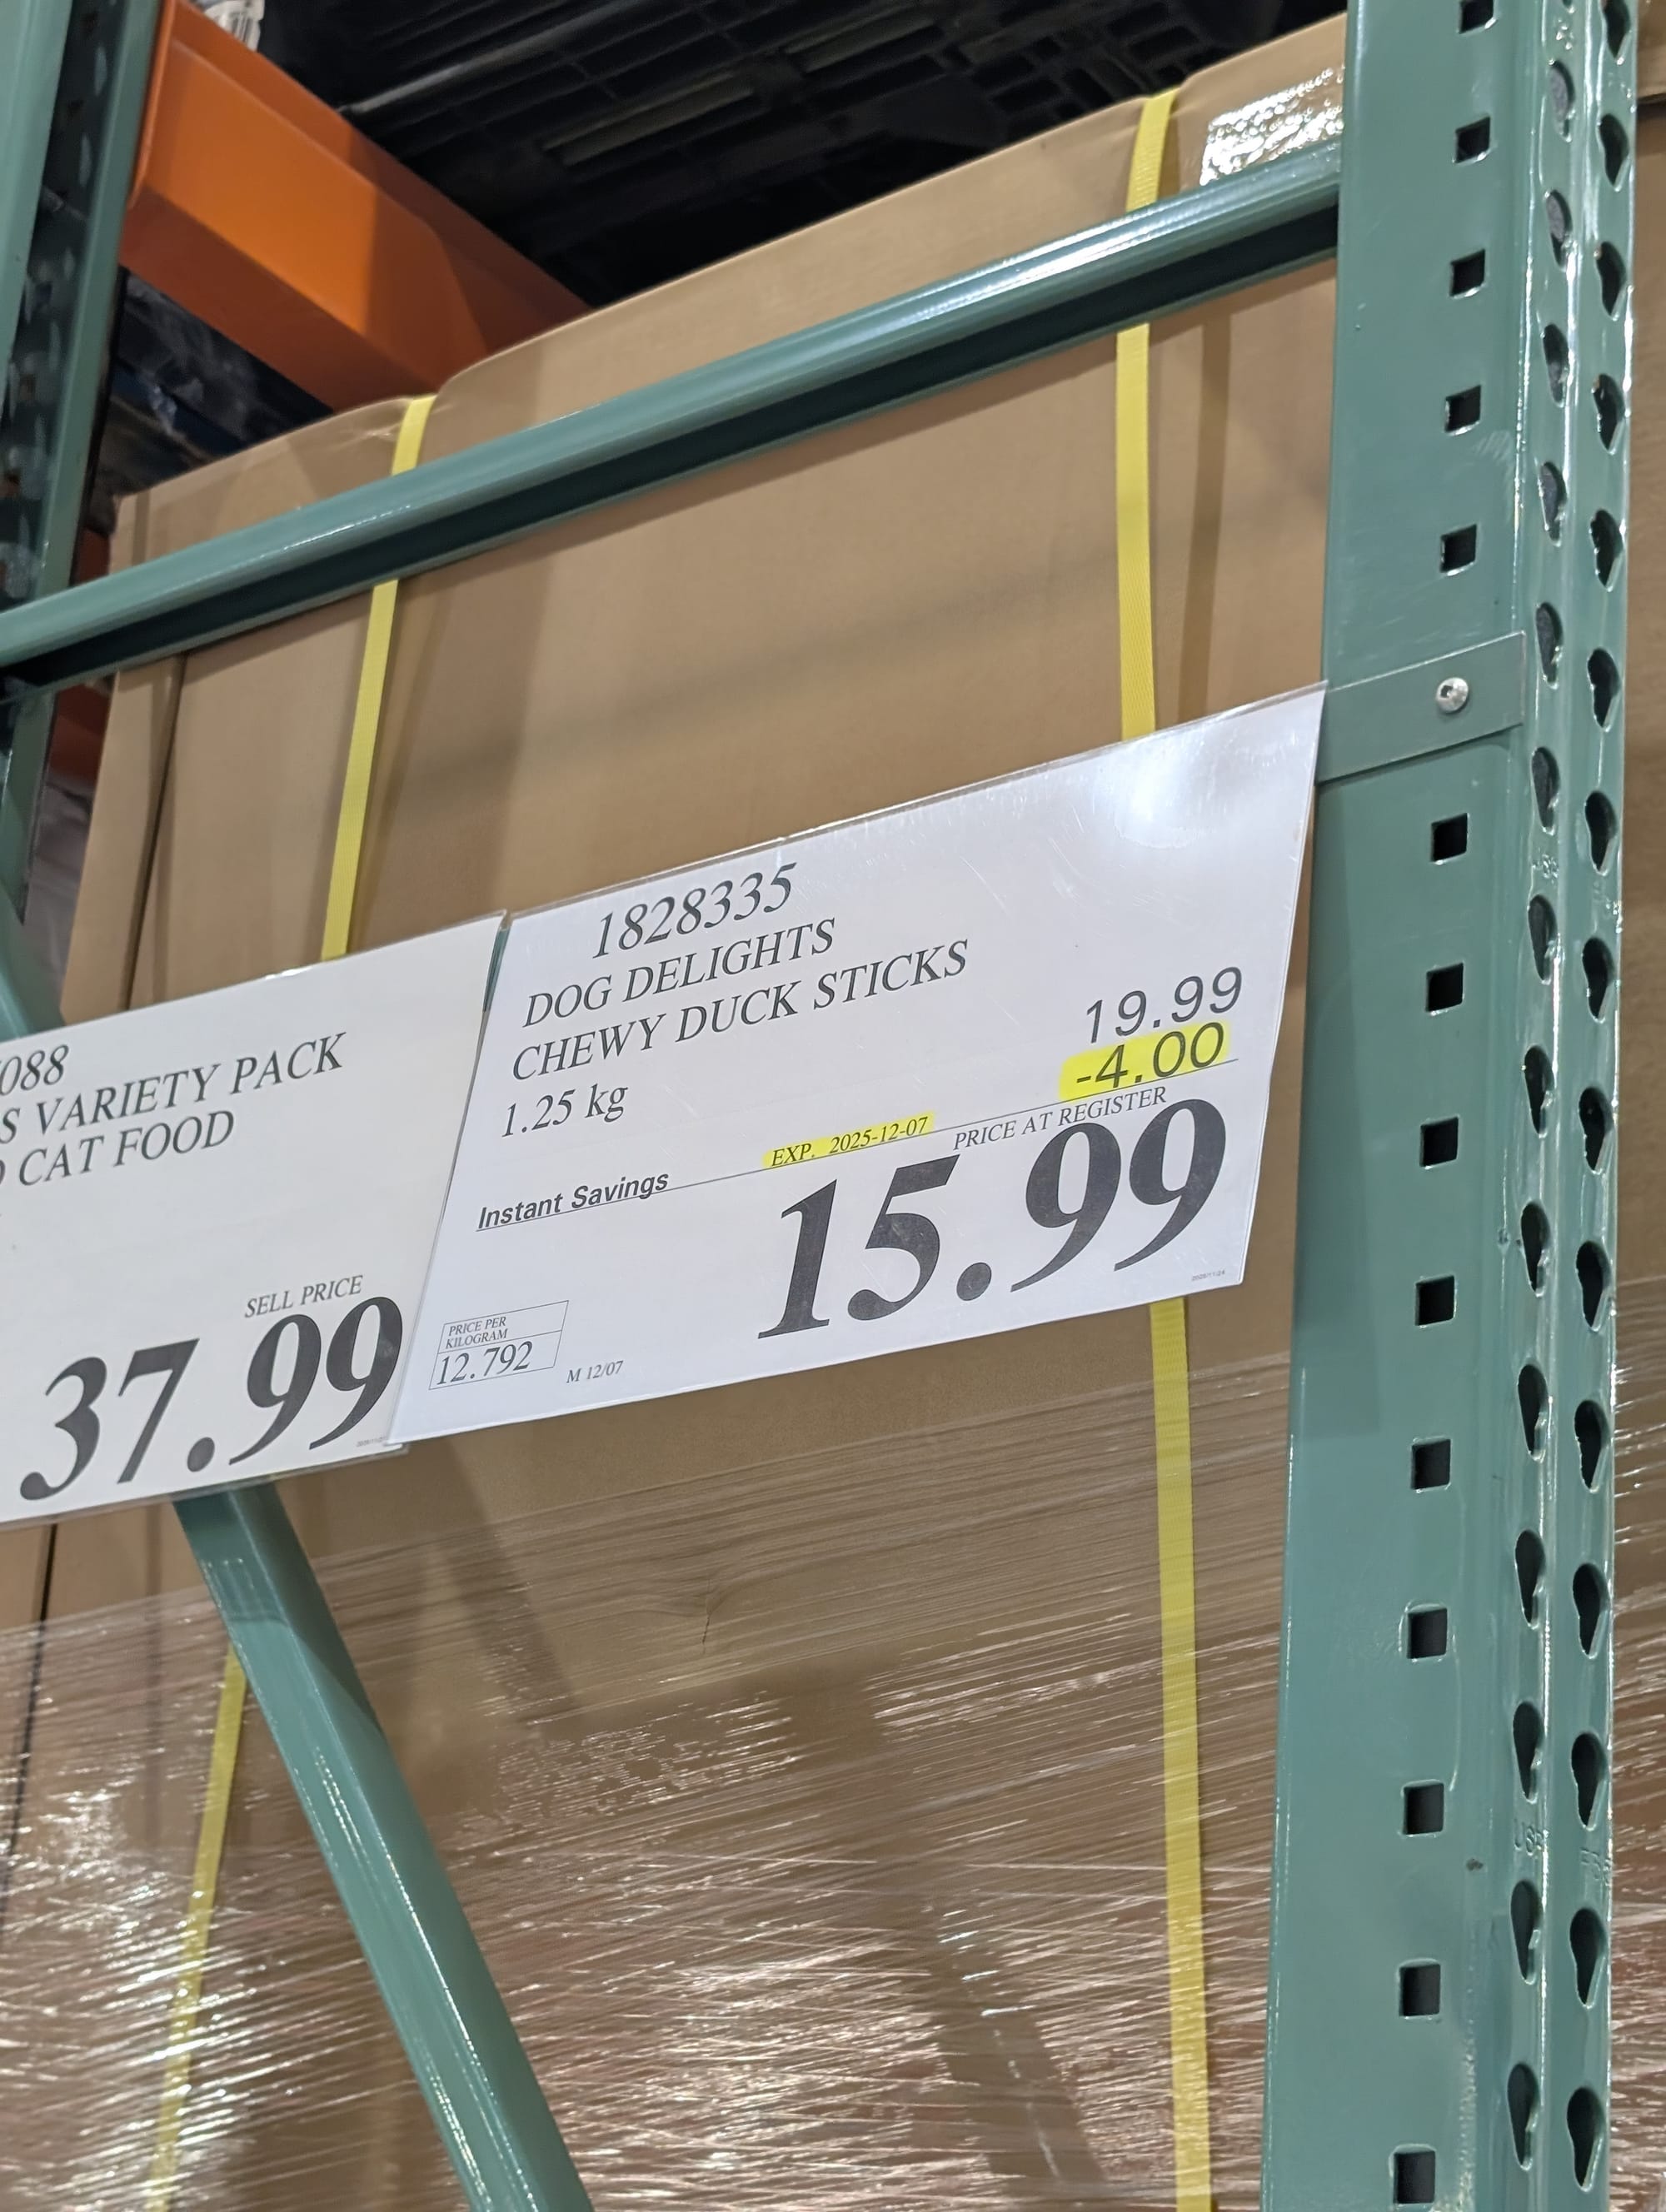 088
S VARIETY PACK
CAT FOOD
SELL PRICE
37.99
1828335
DOG DELIGHTS
CHEWY DUCK STICKS
1.25 kg
19.99
-4.00
EXP. 2025-12-07
PRICE AT REGISTER
Instant Savings
15.99
PRICE PER
KILOGRAM
12.792
M 12/07